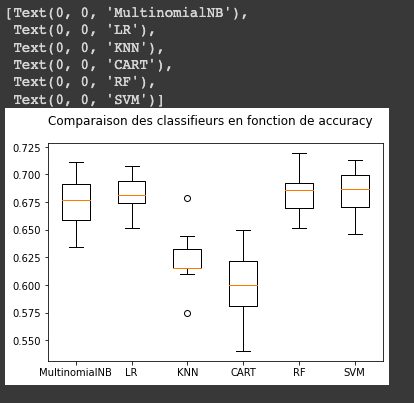 [Text(0, 0, 'MultinomialNB'),
Text(0, 0, 'LR'),
Text(0, 0, 'KNN'),
Text(0, 0, 'CART'),
Text(0, 0, 'RF'),
Text(0, 0, 'SVM')]
Comparaison des classifieurs en fonction de accuracy
0.725
0.700
0.675
0.650
0.625
0.600
0.575
0.550
MultinomialNB LR KNN CART RF SVM